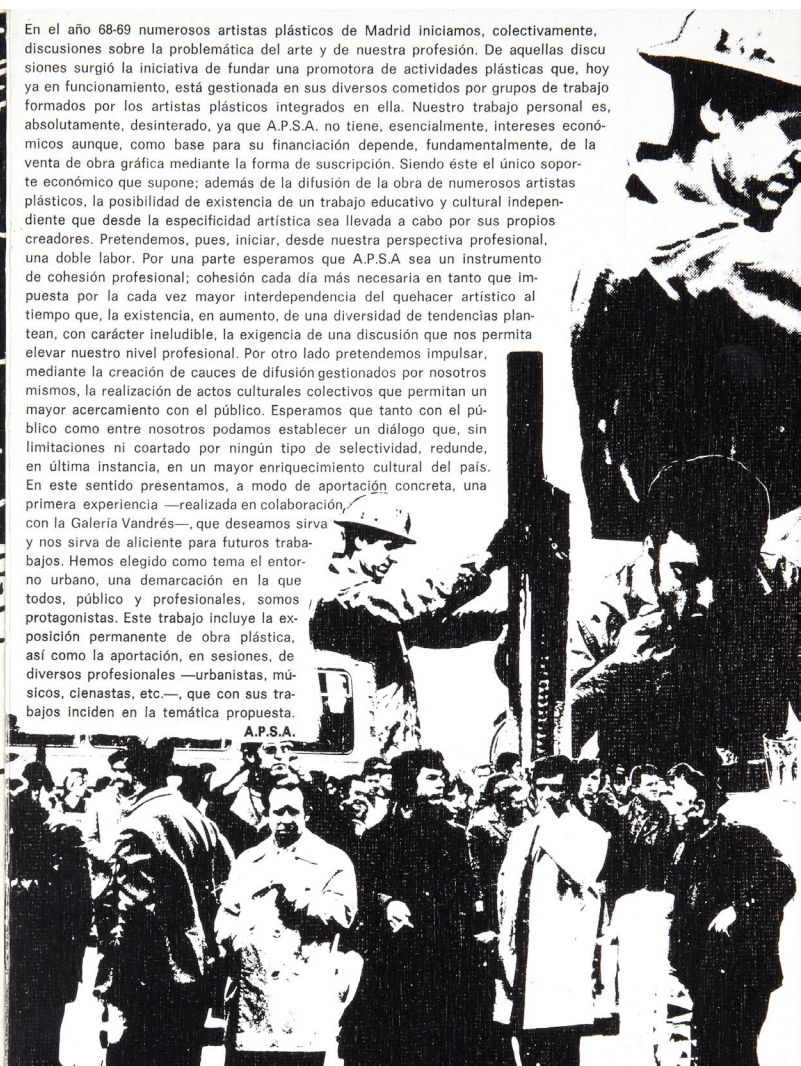 En el año 68-69 numerosos artistas plásticos de Madrid iniciamos, colectivamente,
discusiones sobre la problemática del arte y de nuestra profesión. De aquellas discu
siones surgió la iniciativa de fundar una promotora de actividades plásticas que, hoy
ya en funcionamiento, está gestionada en sus diversos cometidos por grupos de trabajo
formados por los artistas plásticos integrados en ella. Nuestro trabajo personal es,
absolutamente, desinterado, ya que A.P.S.A. no tiene, esencialmente, intereses econó-
micos aunque, como base para su financiación depende, fundamentalmente, de la
venta de obra gráfica mediante la forma de suscripción. Siendo éste el único sopor-
te económico que supone; además de la difusión de la obra de numerosos artistas
plásticos, la posibilidad de existencia de un trabajo educativo y cultural indepen-
diente que desde la especificidad artística sea llevada a cabo por sus propios
creadores. Pretendemos, pues, iniciar, desde nuestra perspectiva profesional,
una doble labor. Por una parte esperamos que A.P.S.A sea un instrumento
de cohesión profesional; cohesión cada día más necesaria en tanto que im-
puesta por la cada vez mayor interdependencia del quehacer artístico al
tiempo que, la existencia, en aumento, de una diversidad de tendencias plan-
tean, con carácter ineludible, la exigencia de una discusión que nos permita
elevar nuestro nivel profesional. Por otro lado pretendemos impulsar,
mediante la creación de cauces de difusión gestionados por nosotros
mismos, la realización de actos culturales colectivos que permitan un
mayor acercamiento con el público. Esperamos que tanto con el pú-
blico como entre nosotros podamos establecer un diálogo que, sin
limitaciones ni coartado por ningún tipo de selectividad, redunde,
en última instancia, en un mayor enriquecimiento cultural del país.
En este sentido presentamos, a modo de aportación concreta, una
primera experiencia —realizada en colaboración,
con la Galería Vandrés—, que deseamos sirva
y nos sirva de aliciente para futuros traba-
bajos. Hemos elegido como tema el entor-
no urbano, una demarcación en la que
todos, público y profesionales, somos
protagonistas. Este trabajo incluye la ex-
posición permanente de obra plástica,
así como la aportación, en sesiones, de
diversos profesionales —urbanistas, mú-
sicos, cienastas, etc.—, que con sus tra-
bajos inciden en la temática propuesta.
A.P.S.A.